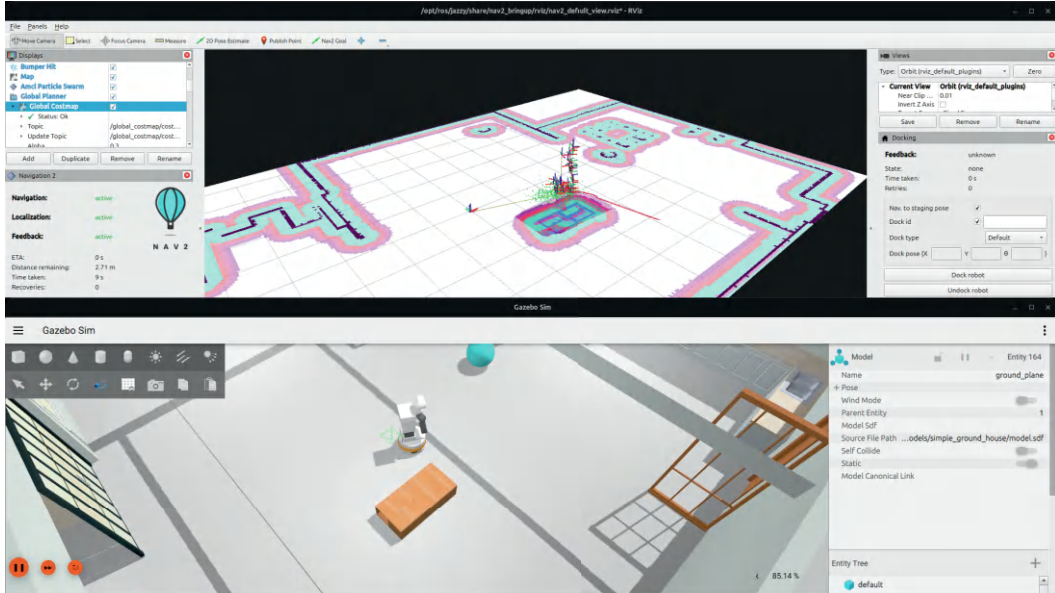 /opt/ros/jazzy/share/nav2_bringup/rviz/nav2_default_view.rviz* - RViz
File Panels Help
Move Camera Select Focus Camera Measure 2D Pose Estimate Publish Point Nav2 Goal
Displays
Bumper Hit
Map
Amcl Particle Swarm
Global Planner
Global Costmap
Status: Ok
Topic /global_costmap/cost...
Update Topic /global_costmap/cost...
Alpha 0.3
Add Duplicate Remove Rename
Navigation 2
Navigation: active
Localization: active
Feedback: active
NAV2
ETA: 0 s
Distance remaining: 2.71 m
Time taken: 9 s
Recoveries: 0
Views
Type: Orbit (rviz_default_plugins) Zero
Current View Orbit (rviz_default_plugins)
Near Clip ... 0.01
Invert Z Axis
Save Remove Rename
Docking
Feedback: unknown
State: none
Time taken: 0 s
Retries: 0
Nav. to staging pose
Dock id
Dock type Default
Dock pose {X Y θ }
Dock robot
Undock robot
Gazebo Sim
Gazebo Sim
Model Entity 164
Name ground_plane
+ Pose
Wind Mode
Parent Entity 1
Model Sdf
Source File Path ...odels/simple_ground_house/model.sdf
Self Collide
Static
Model Canonical Link
85.14 %
Entity Tree
default